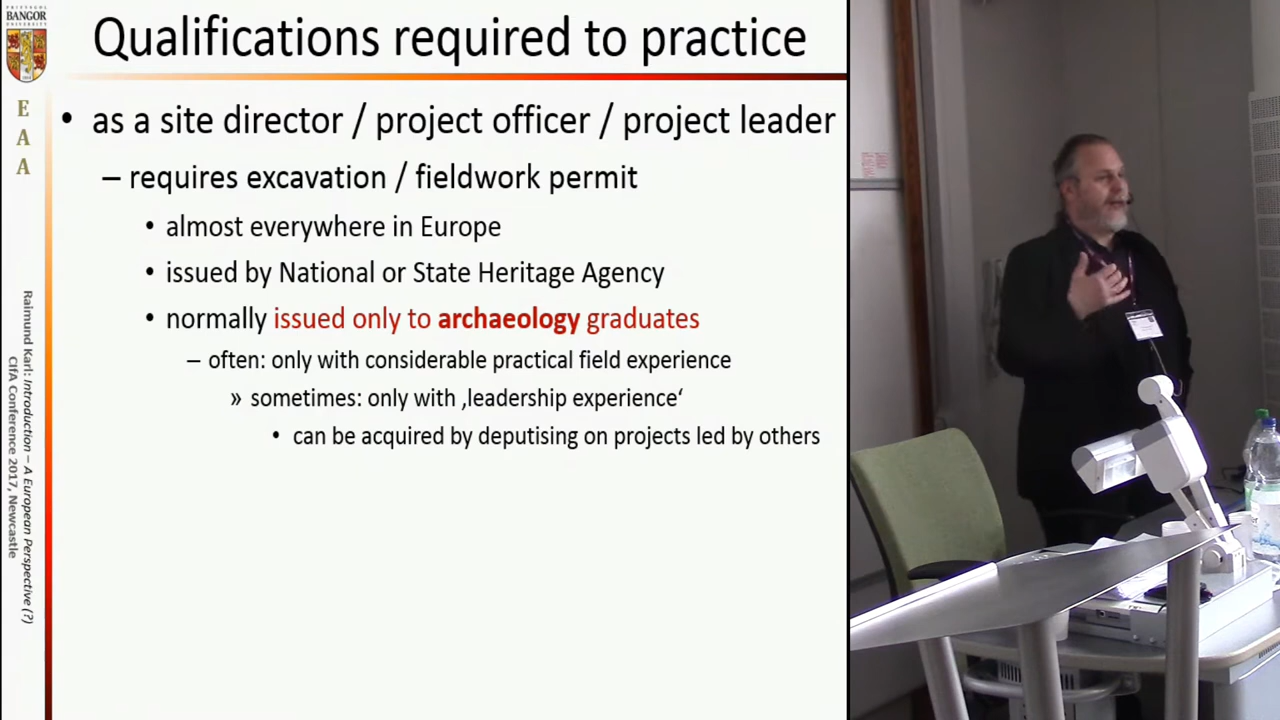 PRIFYSGOL
BANGOR
UNIVERSITY
E
A
A
Raimund Karl: Introduction – A European Perspective (?)
CIfA Conference 2017, Newcastle
Qualifications required to practice
• as a site director / project officer / project leader
– requires excavation / fieldwork permit
• almost everywhere in Europe
• issued by National or State Heritage Agency
• normally issued only to archaeology graduates
– often: only with considerable practical field experience
» sometimes: only with ‚leadership experience‘
• can be acquired by deputising on projects led by others